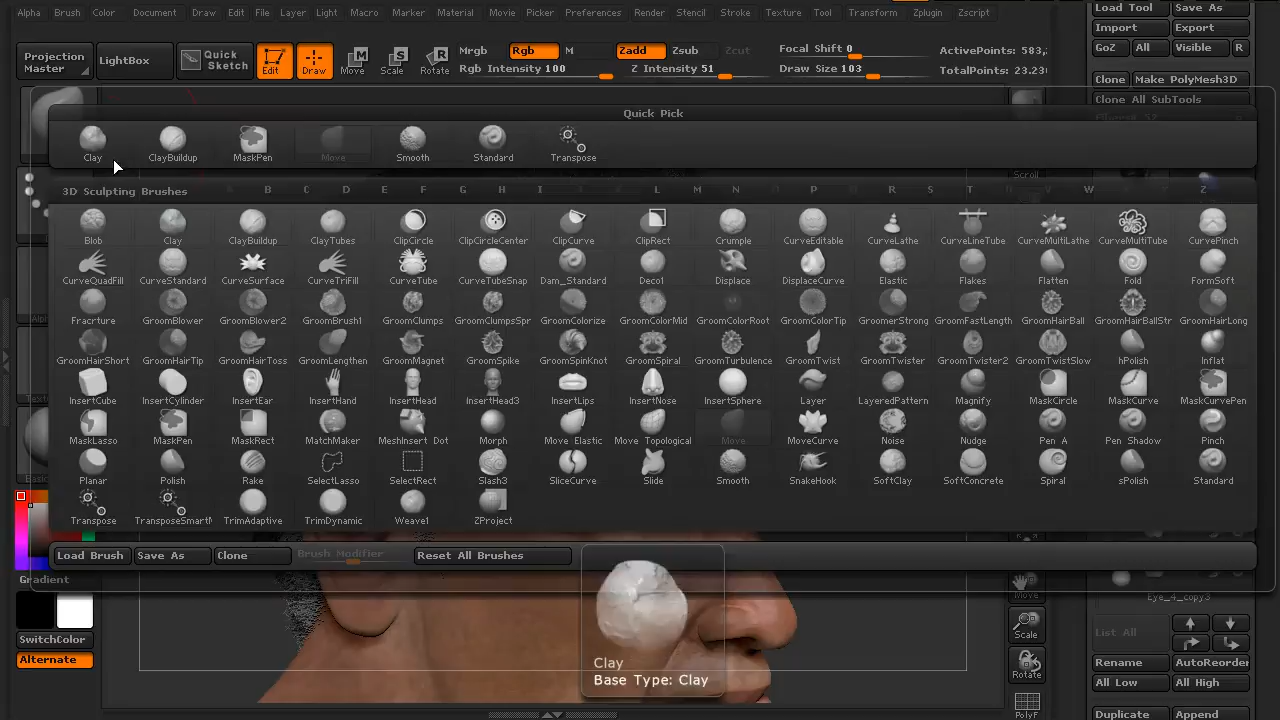 Alpha Brush Color Document Draw Edit File Layer Light Macro Marker Material Movie Picker Preferences Render Stencil Stroke Texture Tool Transform Zplugin Zscript
Load Tool Save As
Import Export
GoZ All Visible R
Projection Master LightBox Quick Sketch Edit Draw Move Scale Rotate
Mrgb Rgb M Zadd Zsub Zcut Focal Shift 0 ActivePoints: 583,
Rgb Intensity 100 Z Intensity 51 Draw Size 103 TotalPoints: 23.23
Clone Make PolyMesh3D
Clone All SubTools
Quick Pick
Clay ClayBuildup MaskPen Move Smooth Standard Transpose
Scroll
3D Sculpting Brushes B C D E F G H I L M N O P R S T W Z
Blob Clay ClayBuildup ClayTubes ClipCircle ClipCircleCenter ClipCurve ClipRect Crumple CurveEditable CurveLathe CurveLineTube CurveMultiLathe CurveMultiTube CurvePinch
CurveQuadFill CurveStandard CurveSurface CurveTriFill CurveTube CurveTubeSnap Dam_Standard Deco1 Displace DisplaceCurve Elastic Flakes Flatten Fold FormSoft
Fracrture GroomBlower GroomBlower2 GroomBrush1 GroomClumps GroomClumpsSpr GroomColorize GroomColorMid GroomColorRoot GroomColorTip GroomerStrong GroomFastLength GroomHairBall GroomHairBallStr GroomHairLong
GroomHairShort GroomHairTip GroomHairToss GroomLengthen GroomMagnet GroomSpike GroomSpinKnot GroomSpiral GroomTurbulence GroomTwist GroomTwister GroomTwister2 GroomTwistSlow hPolish Inflat
InsertCube InsertCylinder InsertEar InsertHand InsertHead InsertHead3 InsertLips InsertNose InsertSphere Layer LayeredPattern Magnify MaskCircle MaskCurve MaskCurvePen
MaskLasso MaskPen MaskRect MatchMaker MeshInsert Dot Morph Move Elastic Move Topological Move MoveCurve Noise Nudge Pen A Pen Shadow Pinch
Planar Polish Rake SelectLasso SelectRect Slash3 SliceCurve Slide Smooth SnakeHook SoftClay SoftConcrete Spiral sPolish Standard
Transpose TransposeSmartM TrimAdaptive TrimDynamic Weave1 ZProject
Load Brush Save As Clone Brush Modifier Reset All Brushes
Gradient
SwitchColor
Alternate
Clay
Base Type: Clay
Move
Scale
Rotate
PolyF
Eye_4_copy3
List All
Rename AutoReorder
All Low All High
Duplicate Append